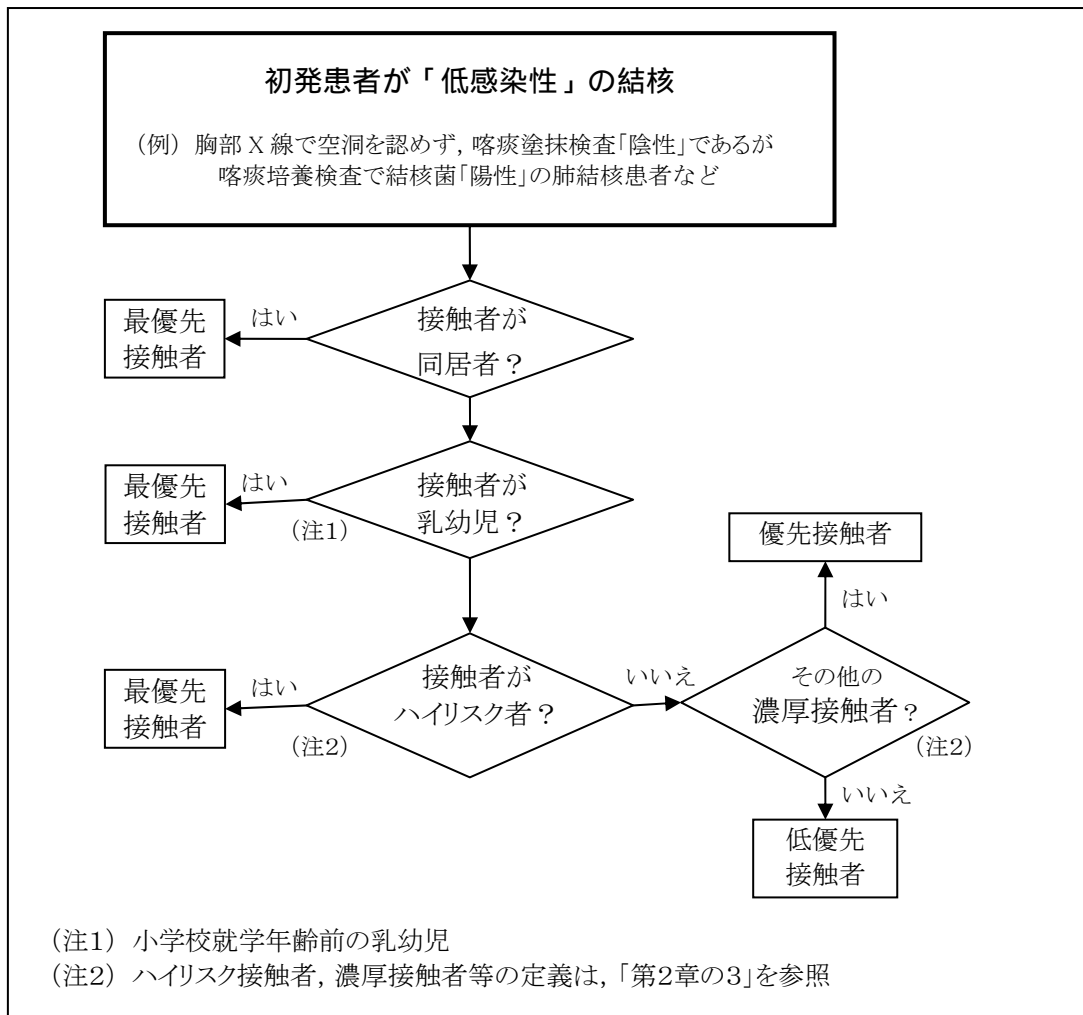 初発患者が「低感染性」の結核
(例) 胸部 X 線で空洞を認めず, 喀痰塗抹検査「陰性」であるが
喀痰培養検査で結核菌「陽性」の肺結核患者など
接触者が
同居者？
はい
最優先
接触者
接触者が
乳幼児？
はい
(注1)
最優先
接触者
接触者が
ハイリスク者？
はい
(注2)
最優先
接触者
いいえ
その他の
濃厚接触者？
(注2)
はい
優先接触者
いいえ
低優先
接触者
(注1) 小学校就学年齢前の乳幼児
(注2) ハイリスク接触者, 濃厚接触者等の定義は, 「第2章の3」を参照